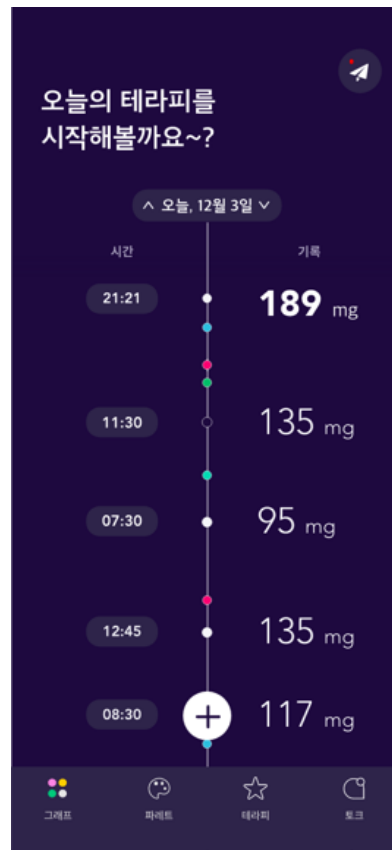 오늘의 테라피를
시작해볼까요~?
오늘, 12월 3일
시간 기록
21:21 189 mg
11:30 135 mg
07:30 95 mg
12:45 135 mg
08:30 117 mg
그래프 파레트 테라피 토크